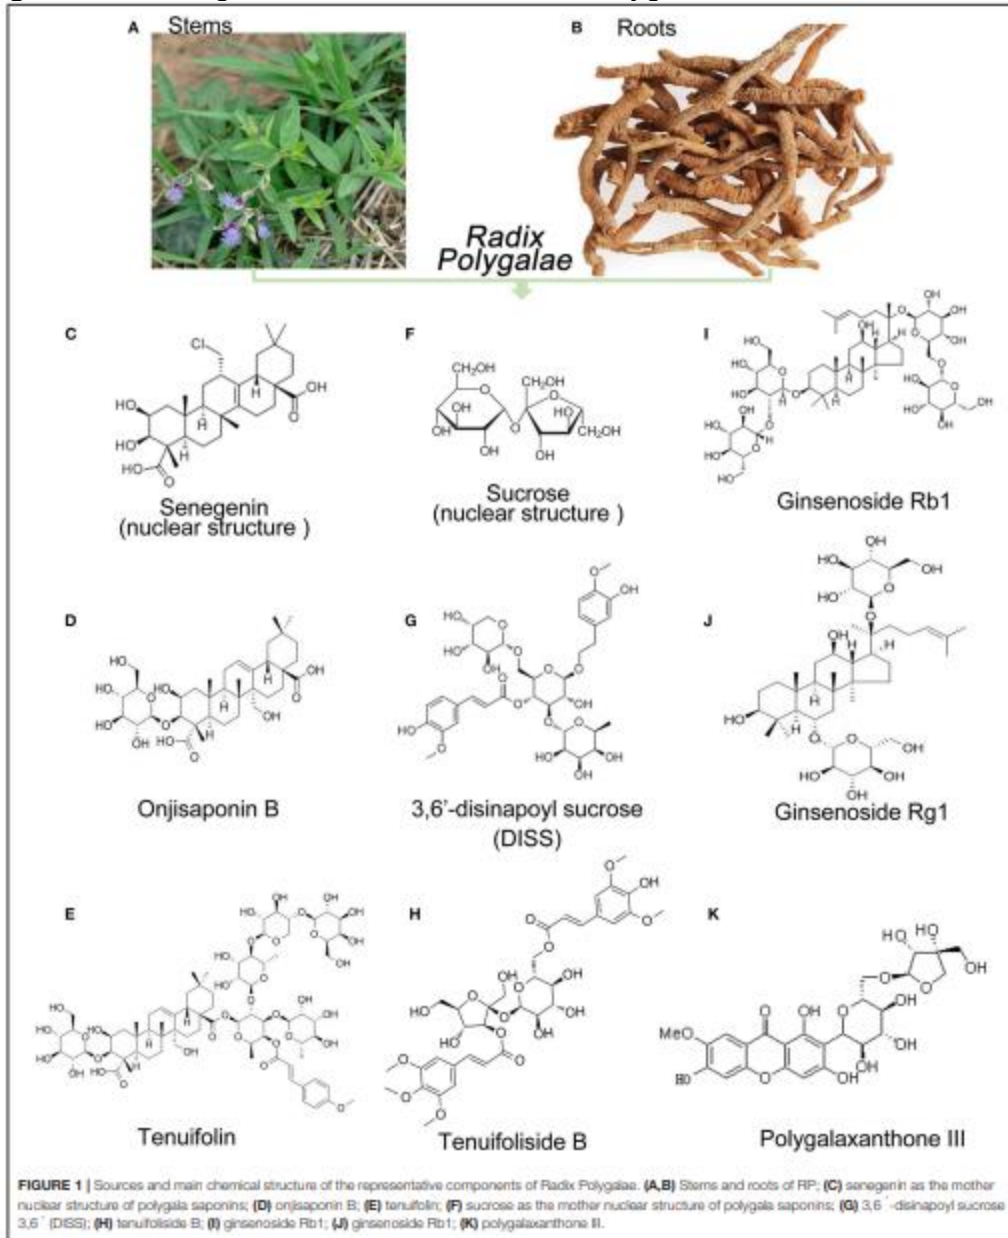 A Stems B Roots
Radix
Polygalae
C F I
Senegenin
(nuclear structure )
Sucrose
(nuclear structure )
Ginsenoside Rb1
D G J
Onjisaponin B
3,6'-disinapoyl sucrose
(DISS)
Ginsenoside Rg1
E H K
Tenuifolin
Tenuifoliside B
Polygalaxanthone III
FIGURE 1 | Sources and main chemical structure of the representative components of Radix Polygalae. (A,B) Stems and roots of RP; (C) senegenin as the mother
nuclear structure of polygala saponins; (D) onjisaponin B; (E) tenuifolin; (F) sucrose as the mother nuclear structure of polygala saponins; (G) 3,6´-disinapoyl sucrose
3,6´ (DISS); (H) tenuifoliside B; (I) ginsenoside Rb1; (J) ginsenoside Rb1; (K) polygalaxanthone III.